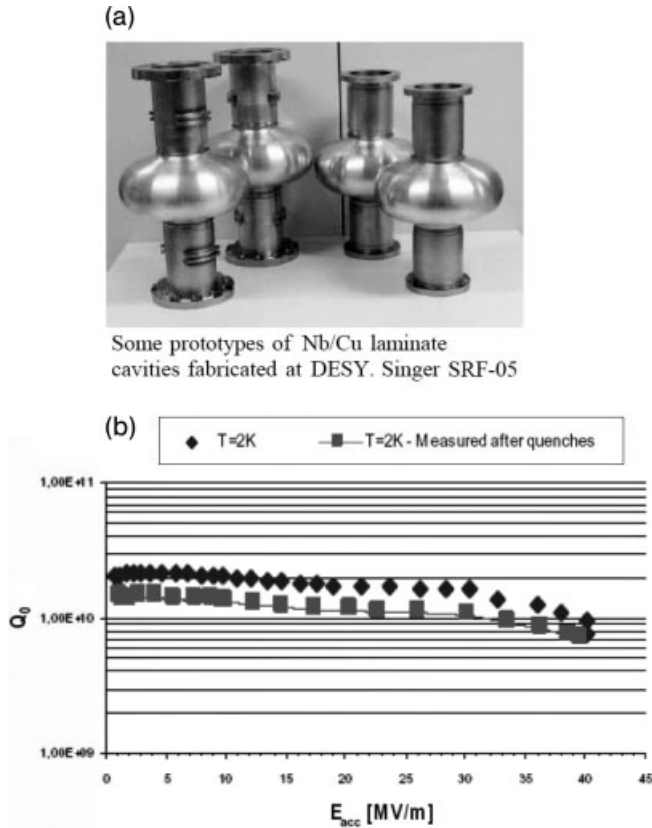 (a)
Some prototypes of Nb/Cu laminate
cavities fabricated at DESY. Singer SRF-05
(b)
T=2K
T=2K - Measured after quenches
1,00E+11
1,00E+10
1,00E+09
Q0
0 5 10 15 20 25 30 35 40 45
Eacc [MV/m]